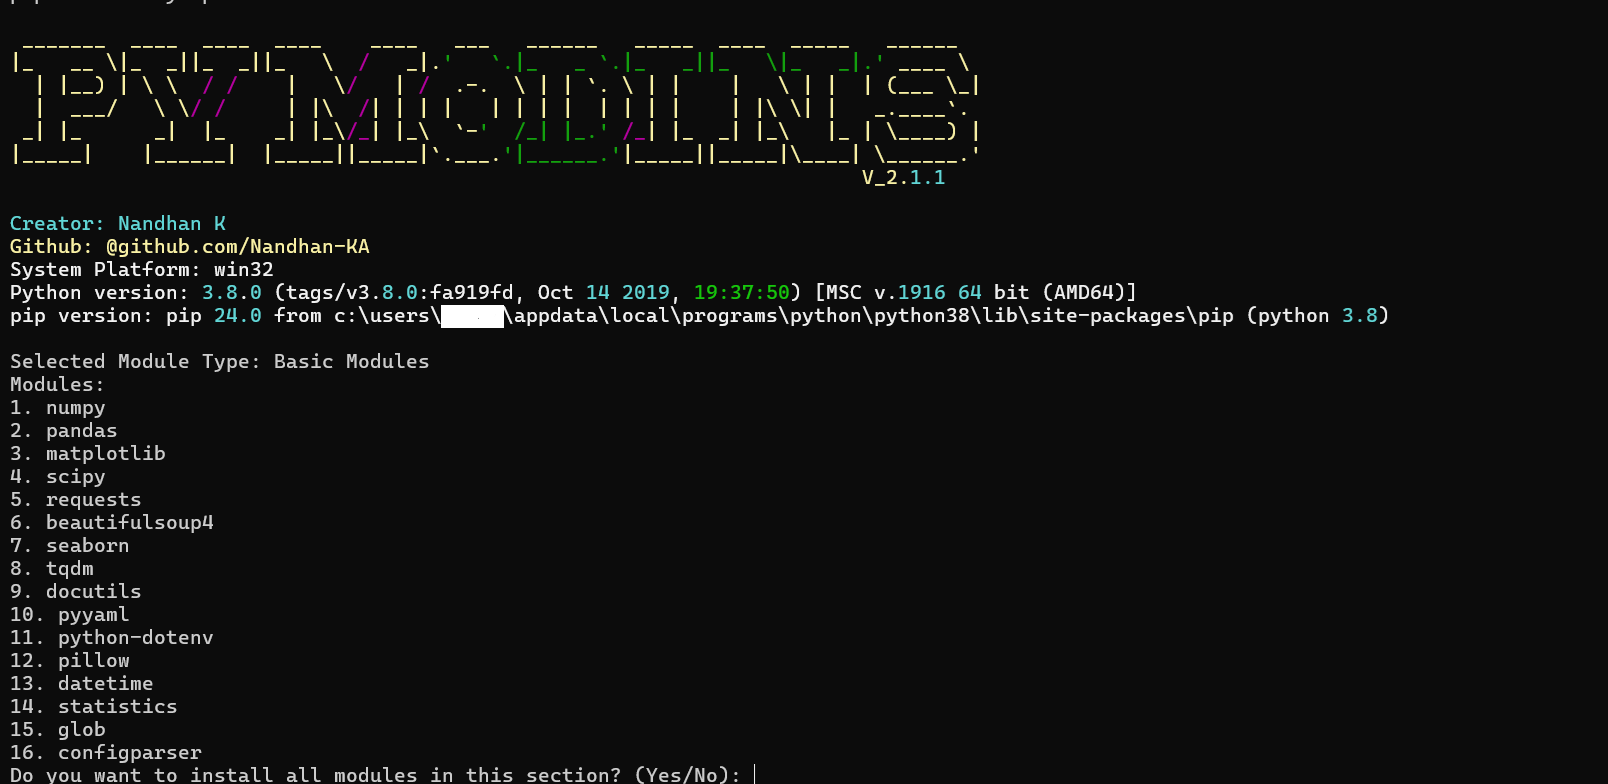 PYMODINs
V_2.1.1
Creator: Nandhan K
Github: @github.com/Nandhan-KA
System Platform: win32
Python version: 3.8.0 (tags/v3.8.0:fa919fd, Oct 14 2019, 19:37:50) [MSC v.1916 64 bit (AMD64)]
pip version: pip 24.0 from c:\users\ \appdata\local\programs\python\python38\lib\site-packages\pip (python 3.8)
Selected Module Type: Basic Modules
Modules:
1. numpy
2. pandas
3. matplotlib
4. scipy
5. requests
6. beautifulsoup4
7. seaborn
8. tqdm
9. docutils
10. pyyaml
11. python-dotenv
12. pillow
13. datetime
14. statistics
15. glob
16. configparser
Do you want to install all modules in this section? (Yes/No):